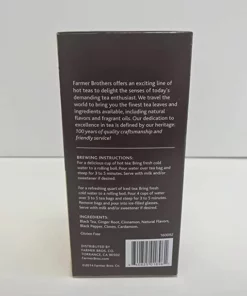 Farmer Brothers offers an exciting line of
hot teas to delight the senses of today's
demanding tea enthusiast. We travel the
world to bring you the finest tea leaves and
ingredients available, including natural
flavors and fragrant oils. Our dedication to
excellence in tea is defined by our heritage:
100 years of quality craftsmanship and
friendly service!
BREWING INSTRUCTIONS:
For a delicious cup of hot tea: Bring fresh cold
water to a rolling boil. Pour water over tea bag and
steep for 3 to 5 minutes. Serve with milk and/or
sweetener if desired.
For a refreshing quart of iced tea: Bring fresh
cold water to a rolling boil. Pour 4 cups of water
over 3 to 5 tea bags and steep for 3 to 5 minutes.
Remove bags and pour into ice-filled glasses.
Serve with milk and/or sweetener if desired.
INGREDIENTS:
Black Tea, Ginger Root, Cinnamon, Natural Flavors,
Black Pepper, Cloves, Cardamom.
Gluten Free
DISTRIBUTED BY
FARMER BROS. CO.
TORRANCE, CA 90502
Farmer Bros. Co.